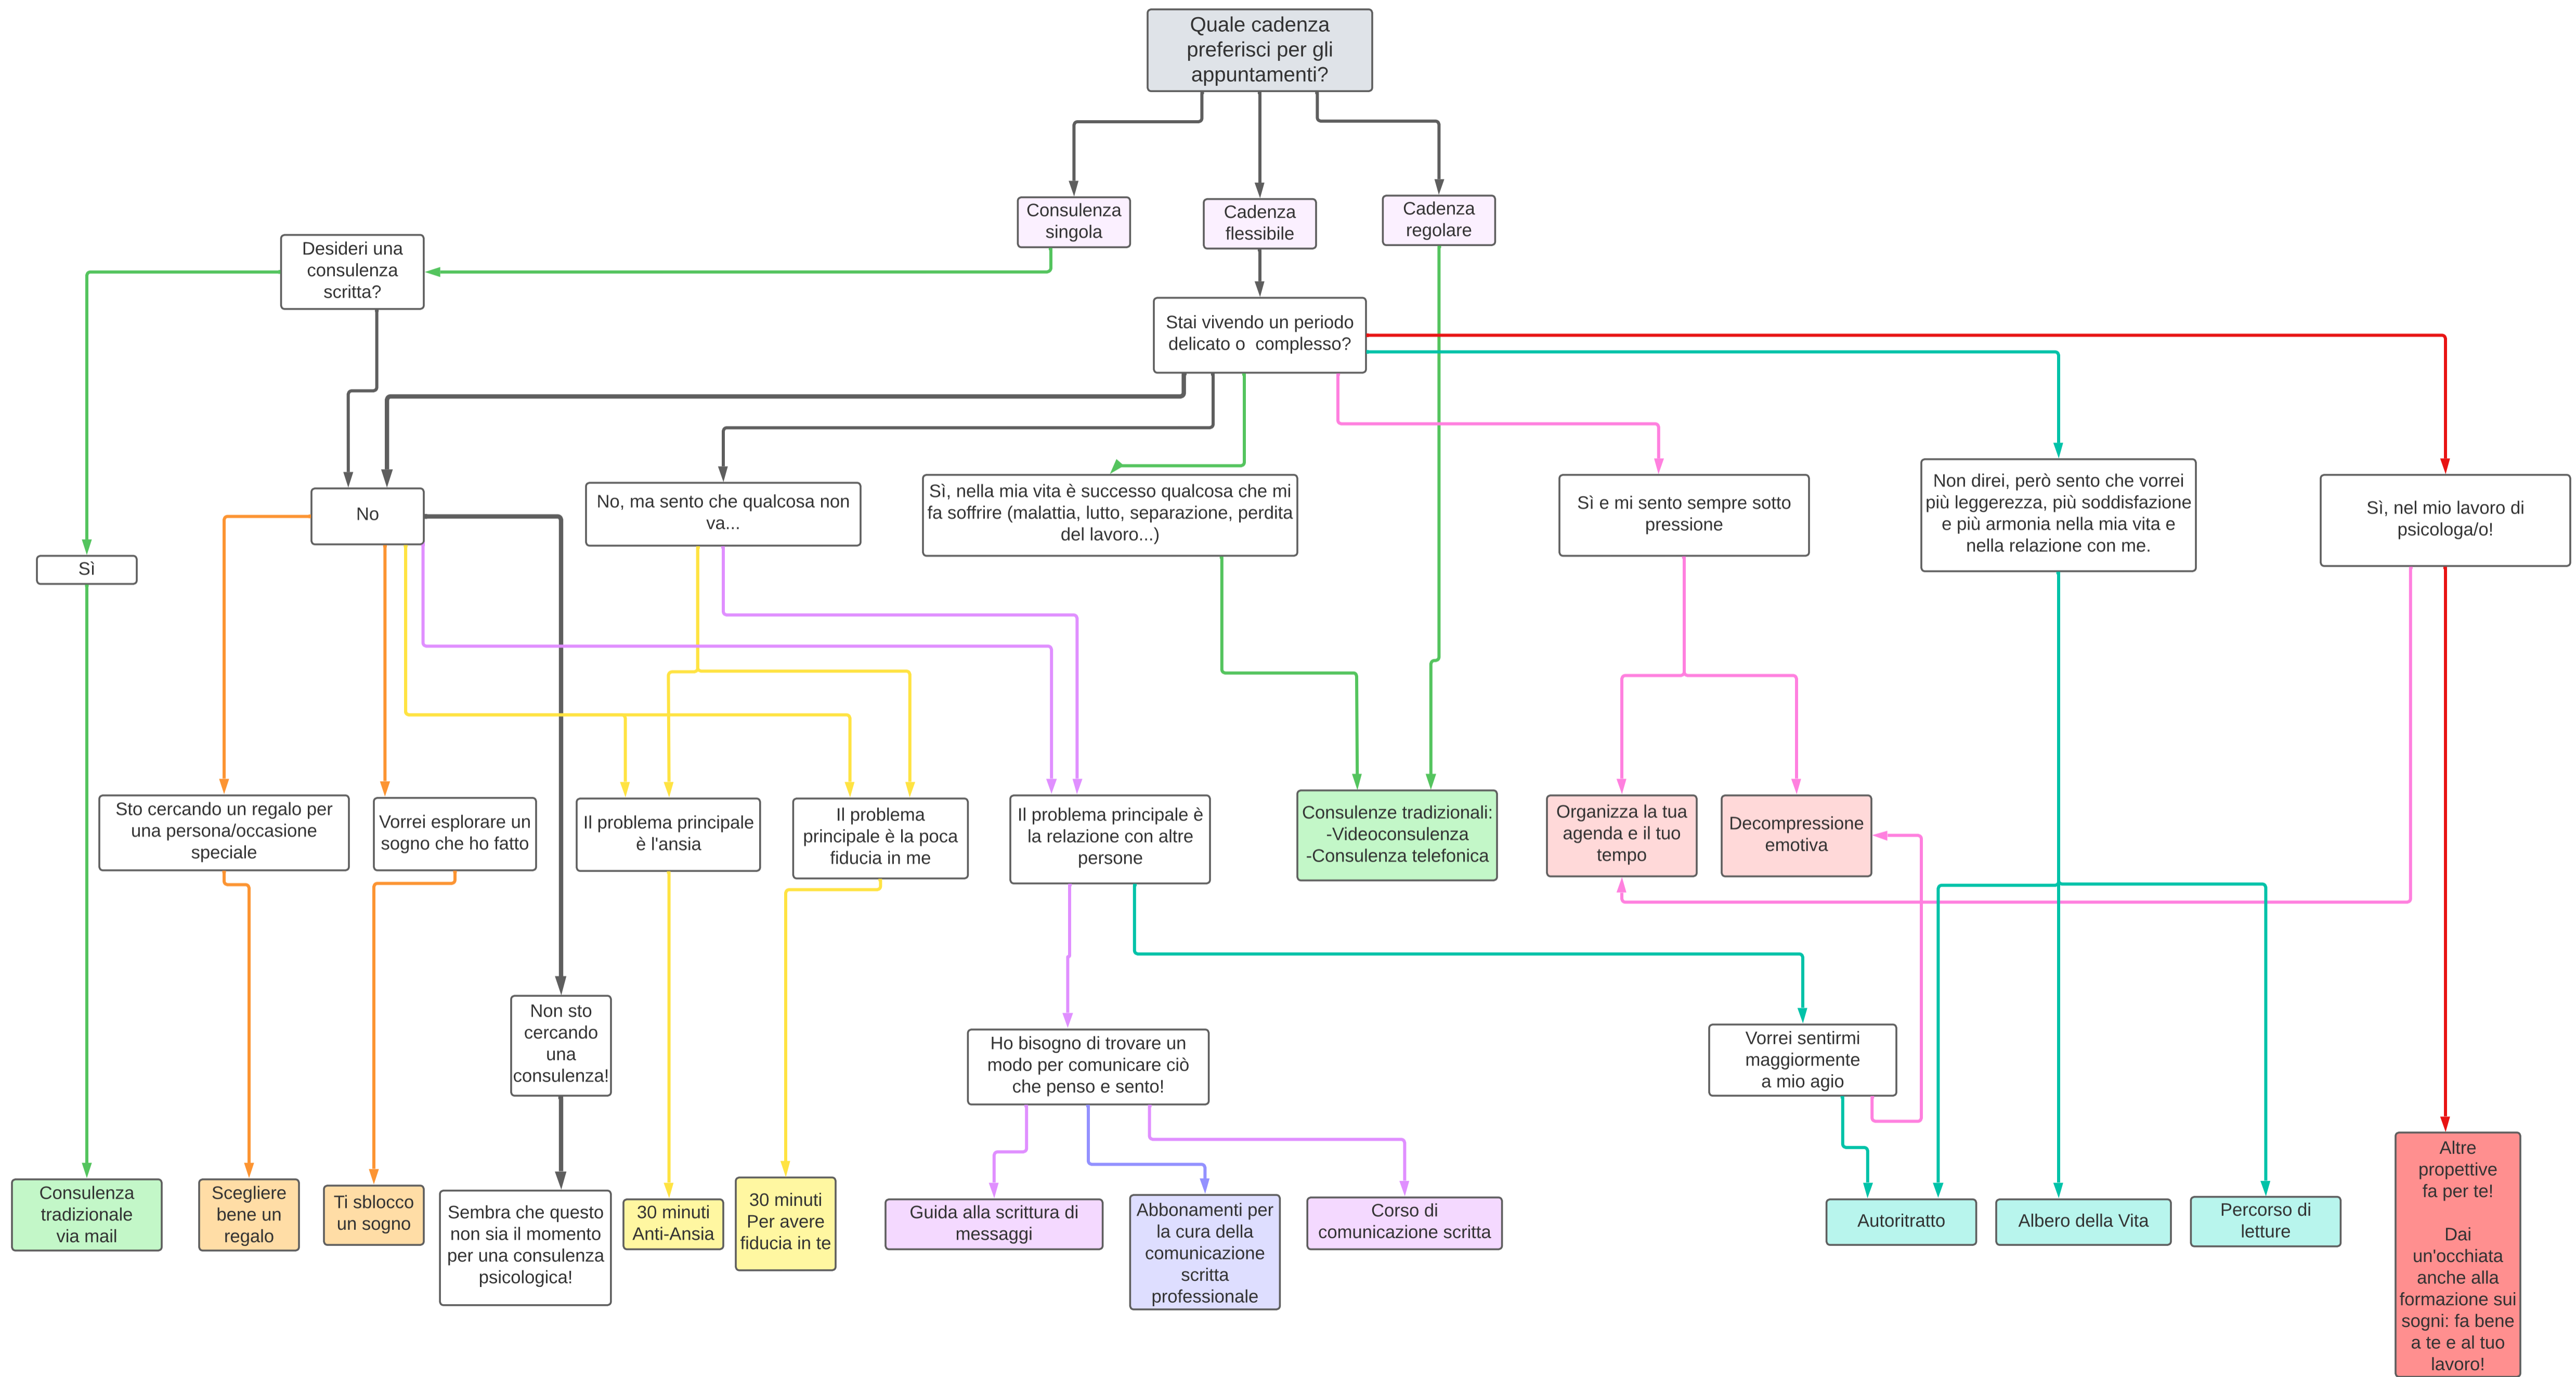 Quale cadenza
preferisci per gli
appuntamenti?
Consulenza
singola
Cadenza
flessibile
Cadenza
regolare
Desideri una
consulenza
scritta?
Stai vivendo un periodo
delicato o  complesso?
No
No, ma sento che qualcosa non
va...
Sì, nella mia vita è successo qualcosa che mi
fa soffrire (malattia, lutto, separazione, perdita
del lavoro...)
Sì e mi sento sempre sotto
pressione
Non direi, però sento che vorrei
più leggerezza, più soddisfazione
e più armonia nella mia vita e
nella relazione con me.
Sì, nel mio lavoro di
psicologa/o!
Sì
Sto cercando un regalo per
una persona/occasione
speciale
Vorrei esplorare un
sogno che ho fatto
Il problema principale
è l'ansia
Il problema
principale è la poca
fiducia in me
Il problema principale è
la relazione con altre
persone
Consulenze tradizionali:
-Videoconsulenza
-Consulenza telefonica
Organizza la tua
agenda e il tuo
tempo
Decompressione
emotiva
Non sto
cercando
una
consulenza!
Ho bisogno di trovare un
modo per comunicare ciò
che penso e sento!
Vorrei sentirmi
maggiormente
a mio agio
Consulenza
tradizionale
via mail
Scegliere
bene un
regalo
Ti sblocco
un sogno
Sembra che questo
non sia il momento
per una consulenza
psicologica!
30 minuti
Anti-Ansia
30 minuti
Per avere
fiducia in te
Guida alla scrittura di
messaggi
Abbonamenti per
la cura della
comunicazione
scritta
professionale
Corso di
comunicazione scritta
Autoritratto
Albero della Vita
Percorso di
letture
Altre
propettive
fa per te!
Dai
un'occhiata
anche alla
formazione sui
sogni: fa bene
a te e al tuo
lavoro!